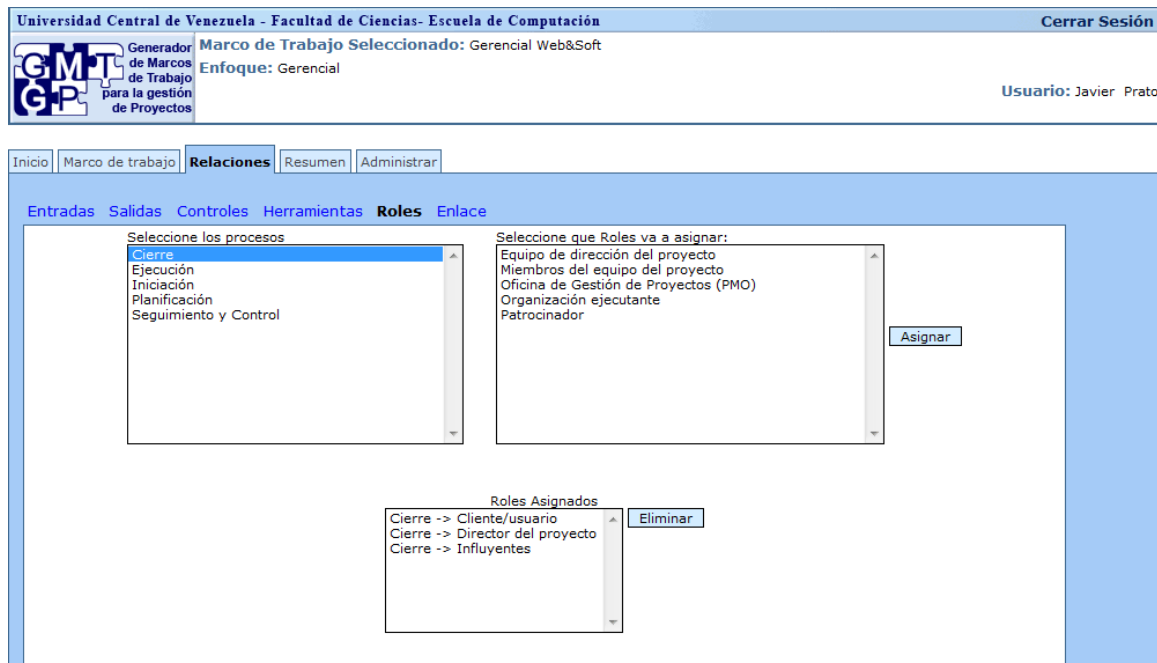 Universidad Central de Venezuela - Facultad de Ciencias- Escuela de Computación
Cerrar Sesión
GMT
GP
Generador
de Marcos
de Trabajo
para la gestión
de Proyectos
Marco de Trabajo Seleccionado: Gerencial Web&Soft
Enfoque: Gerencial
Usuario: Javier Prato
Inicio Marco de trabajo Relaciones Resumen Administrar
Entradas Salidas Controles Herramientas Roles Enlace
Seleccione los procesos
Cierre
Ejecución
Iniciación
Planificación
Seguimiento y Control
Seleccione que Roles va a asignar:
Equipo de dirección del proyecto
Miembros del equipo del proyecto
Oficina de Gestión de Proyectos (PMO)
Organización ejecutante
Patrocinador
Asignar
Roles Asignados
Cierre -> Cliente/usuario
Cierre -> Director del proyecto
Cierre -> Influyentes
Eliminar